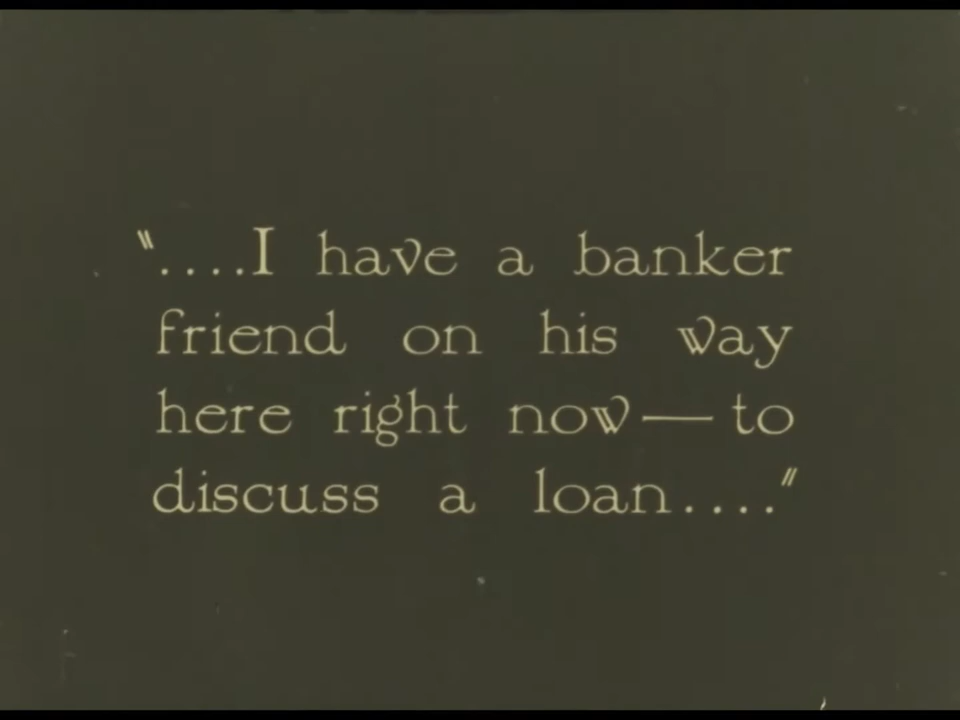 "....I have a banker
friend on his way
here right now—to
discuss a loan...."